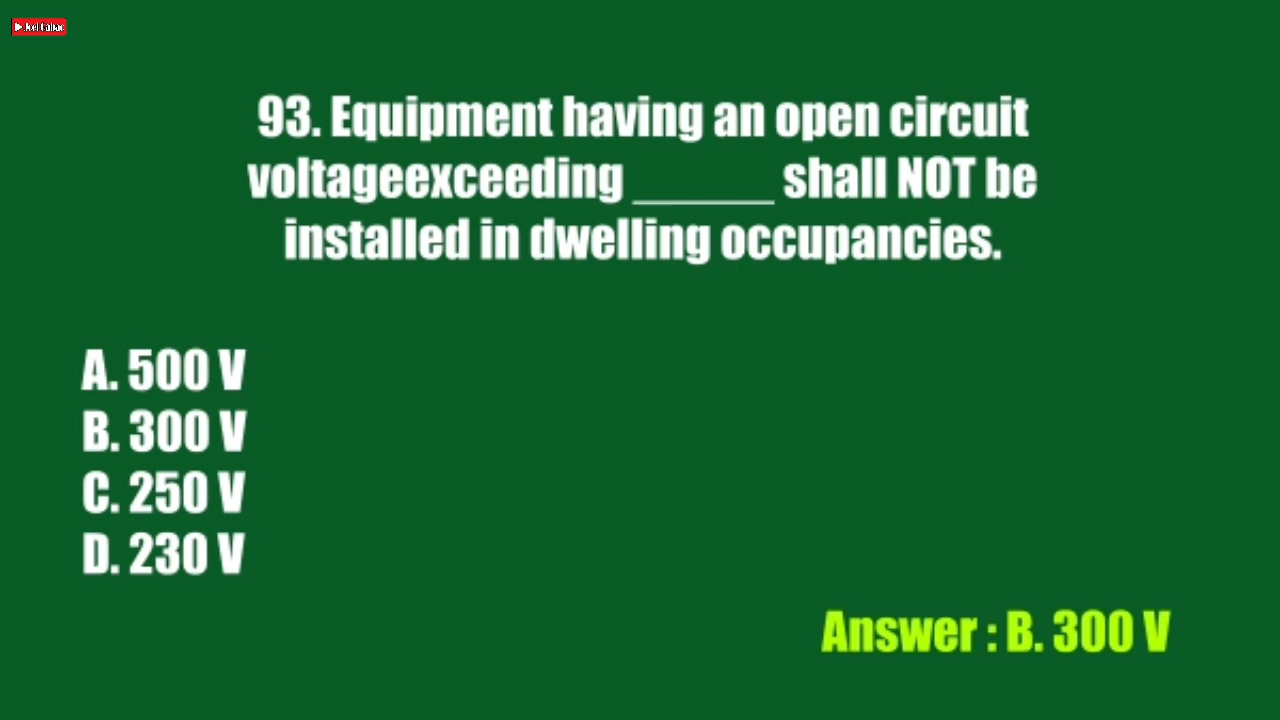 93. Equipment having an open circuit
voltageexceeding _____ shall NOT be
installed in dwelling occupancies.
A. 500 V
B. 300 V
C. 250 V
D. 230 V
Answer : B. 300 V